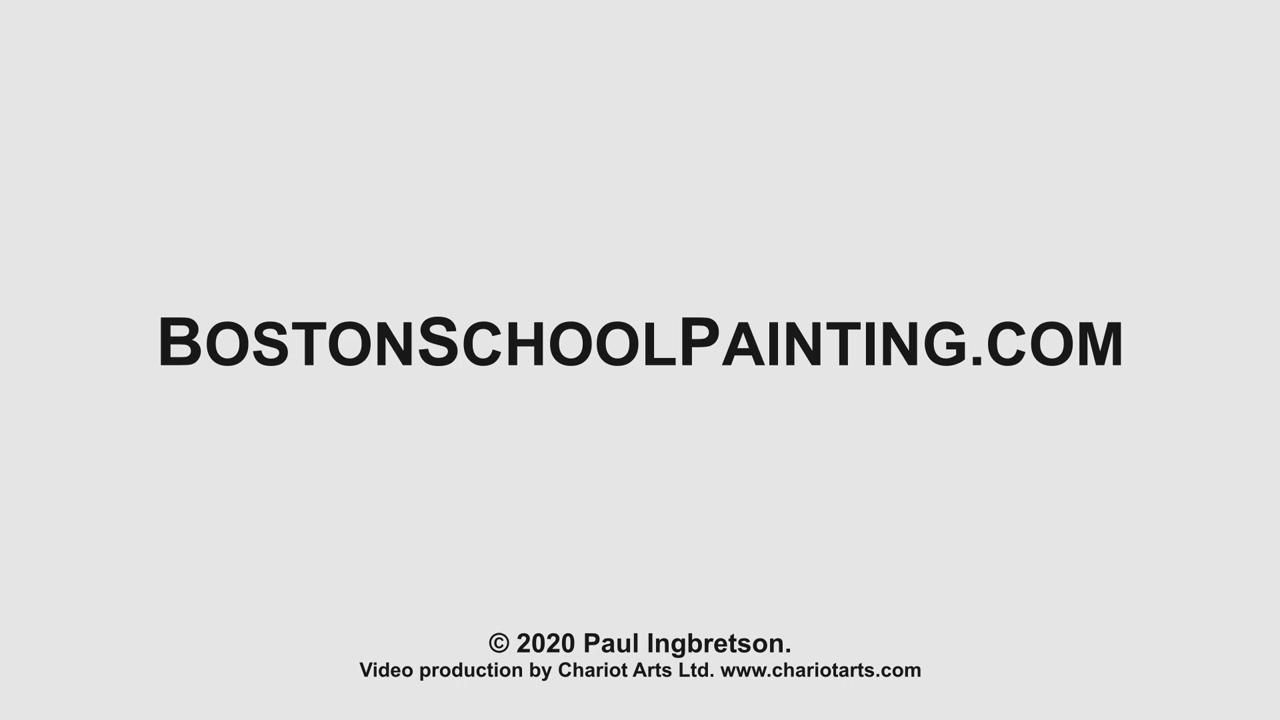 BOSTONSCHOOLPAINTING.COM
© 2020 Paul Ingbretson.
Video production by Chariot Arts Ltd. www.chariotarts.com